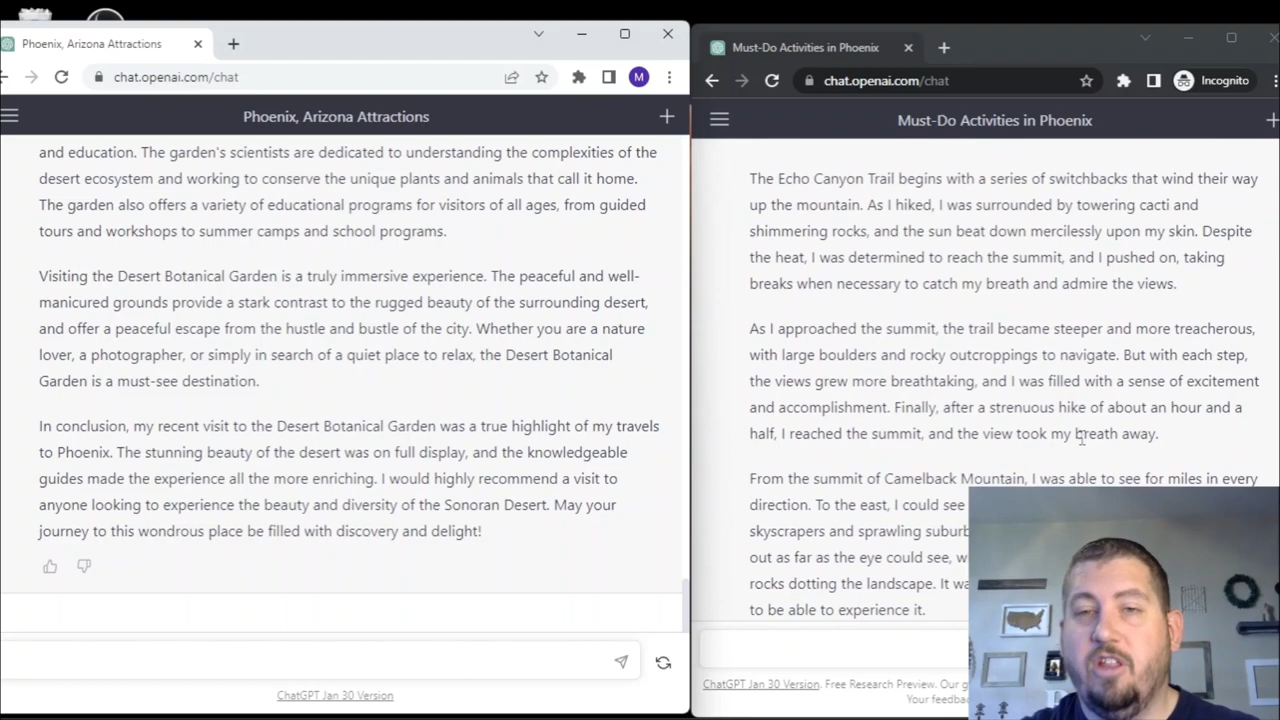 Phoenix, Arizona Attractions
chat.openai.com/chat
M
Phoenix, Arizona Attractions
and education. The garden's scientists are dedicated to understanding the complexities of the
desert ecosystem and working to conserve the unique plants and animals that call it home.
The garden also offers a variety of educational programs for visitors of all ages, from guided
tours and workshops to summer camps and school programs.
Visiting the Desert Botanical Garden is a truly immersive experience. The peaceful and well-
manicured grounds provide a stark contrast to the rugged beauty of the surrounding desert,
and offer a peaceful escape from the hustle and bustle of the city. Whether you are a nature
lover, a photographer, or simply in search of a quiet place to relax, the Desert Botanical
Garden is a must-see destination.
In conclusion, my recent visit to the Desert Botanical Garden was a true highlight of my travels
to Phoenix. The stunning beauty of the desert was on full display, and the knowledgeable
guides made the experience all the more enriching. I would highly recommend a visit to
anyone looking to experience the beauty and diversity of the Sonoran Desert. May your
journey to this wondrous place be filled with discovery and delight!
ChatGPT Jan 30 Version
Must-Do Activities in Phoenix
chat.openai.com/chat
Incognito
Must-Do Activities in Phoenix
The Echo Canyon Trail begins with a series of switchbacks that wind their way
up the mountain. As I hiked, I was surrounded by towering cacti and
shimmering rocks, and the sun beat down mercilessly upon my skin. Despite
the heat, I was determined to reach the summit, and I pushed on, taking
breaks when necessary to catch my breath and admire the views.
As I approached the summit, the trail became steeper and more treacherous,
with large boulders and rocky outcroppings to navigate. But with each step,
the views grew more breathtaking, and I was filled with a sense of excitement
and accomplishment. Finally, after a strenuous hike of about an hour and a
half, I reached the summit, and the view took my breath away.
From the summit of Camelback Mountain, I was able to see for miles in every
direction. To the east, I could see
skyscrapers and sprawling suburb
out as far as the eye could see, w
rocks dotting the landscape. It wa
to be able to experience it.
ChatGPT Jan 30 Version. Free Research Preview. Our g
Your feedba